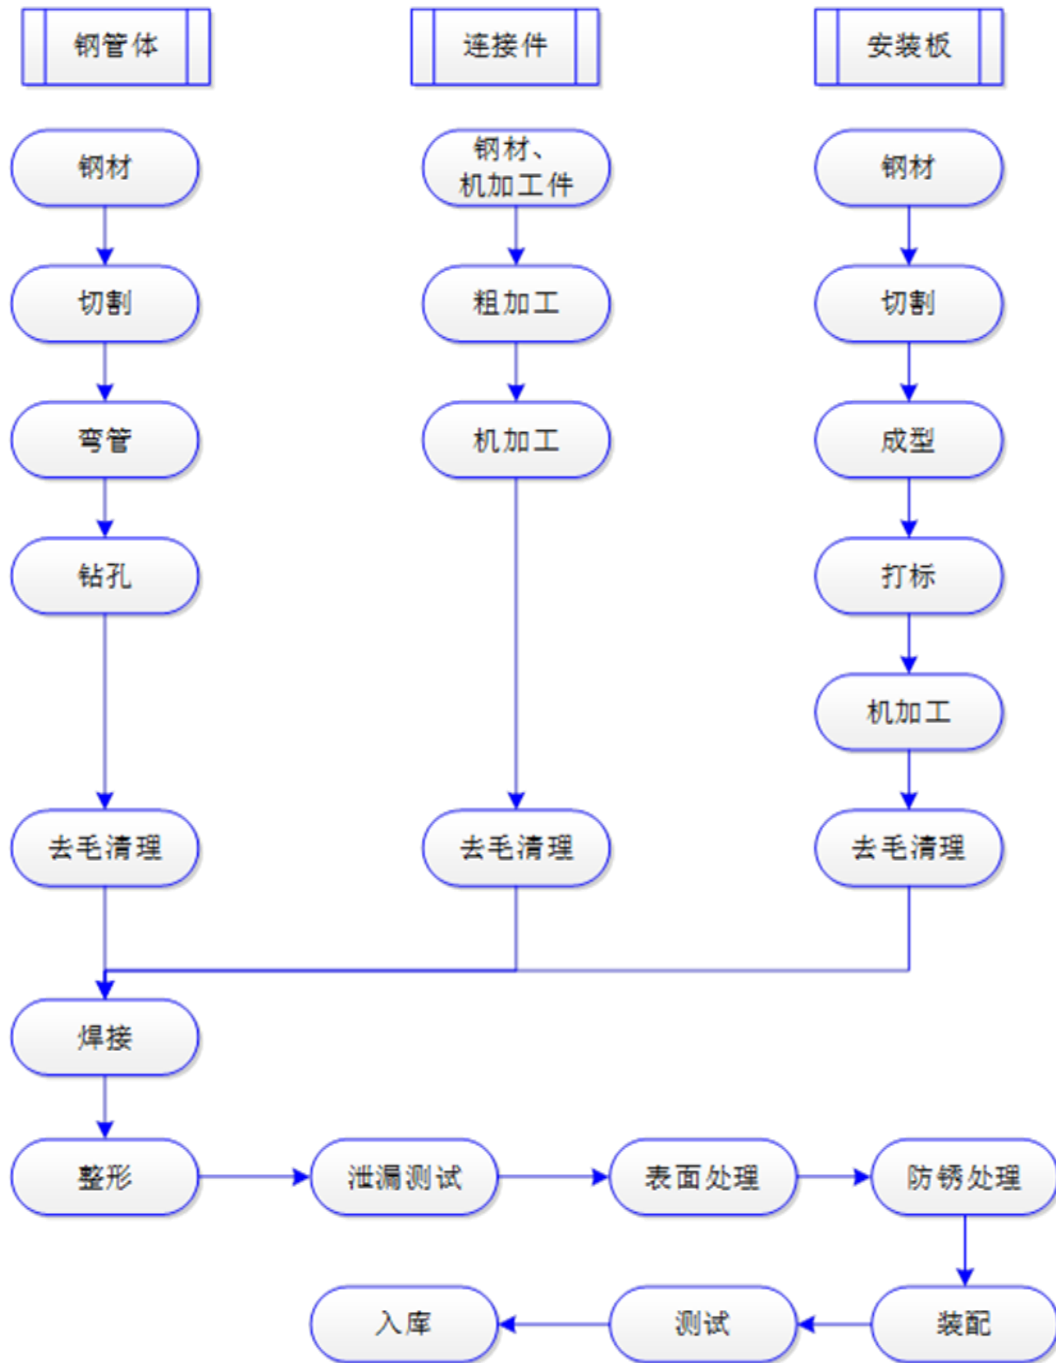 钢管体
连接件
安装板
钢材
钢材、
机加工件
钢材
切割
粗加工
切割
弯管
机加工
成型
钻孔
打标
机加工
去毛清理
去毛清理
去毛清理
焊接
整形
泄漏测试
表面处理
防锈处理
入库
测试
装配